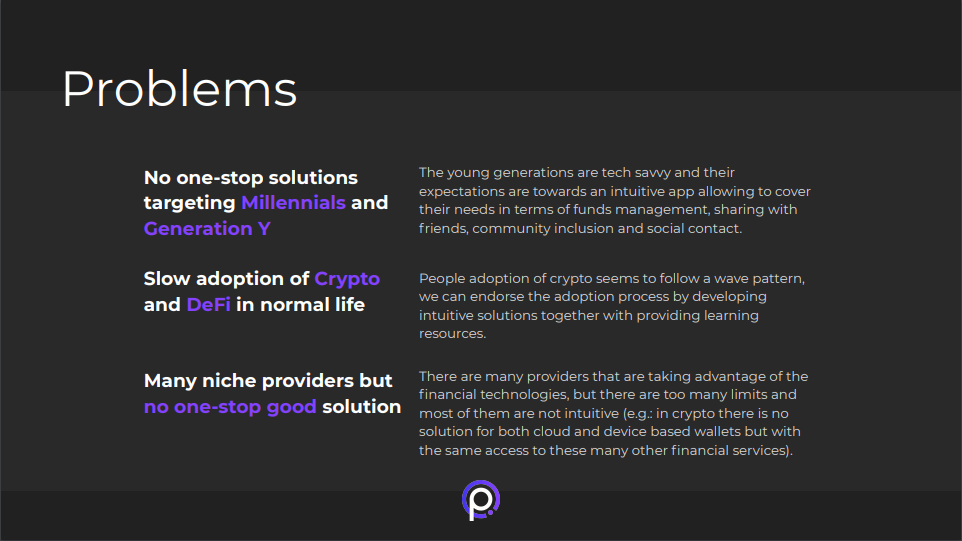 Problems
No one-stop solutions
targeting Millennials and
Generation Y
The young generations are tech savvy and their
expectations are towards an intuitive app allowing to cover
their needs in terms of funds management, sharing with
friends, community inclusion and social contact.
Slow adoption of Crypto
and DeFi in normal life
People adoption of crypto seems to follow a wave pattern,
we can endorse the adoption process by developing
intuitive solutions together with providing learning
resources.
Many niche providers but
no one-stop good solution
There are many providers that are taking advantage of the
financial technologies, but there are too many limits and
most of them are not intuitive (e.g.: in crypto there is no
solution for both cloud and device based wallets but with
the same access to these many other financial services).
p